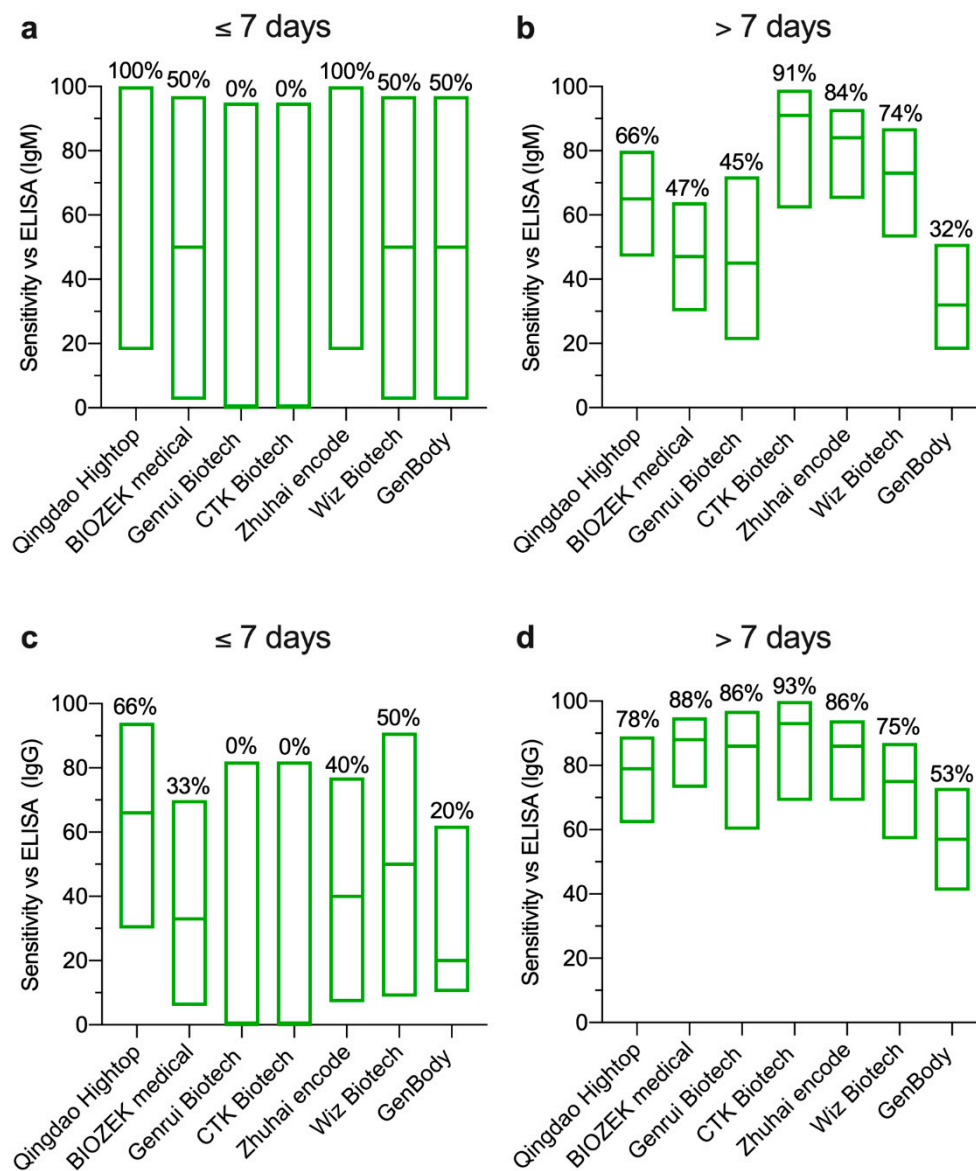 a ≤ 7 days
100% 50% 0% 0% 100% 50% 50%
Sensitivity vs ELISA (IgM)
100
80
60
40
20
0
Qingdao Hightop
BIOZEK medical
Genrui Biotech
CTK Biotech
Zhuhai encode
Wiz Biotech
GenBody
b > 7 days
66% 47% 45% 91% 84% 74% 32%
Sensitivity vs ELISA (IgM)
100
80
60
40
20
0
Qingdao Hightop
BIOZEK medical
Genrui Biotech
CTK Biotech
Zhuhai encode
Wiz Biotech
GenBody
c ≤ 7 days
66% 33% 0% 0% 40% 50% 20%
Sensitivity vs ELISA (IgG)
100
80
60
40
20
0
Qingdao Hightop
BIOZEK medical
Genrui Biotech
CTK Biotech
Zhuhai encode
Wiz Biotech
GenBody
d > 7 days
78% 88% 86% 93% 86% 75% 53%
Sensitivity vs ELISA (IgG)
100
80
60
40
20
0
Qingdao Hightop
BIOZEK medical
Genrui Biotech
CTK Biotech
Zhuhai encode
Wiz Biotech
GenBody